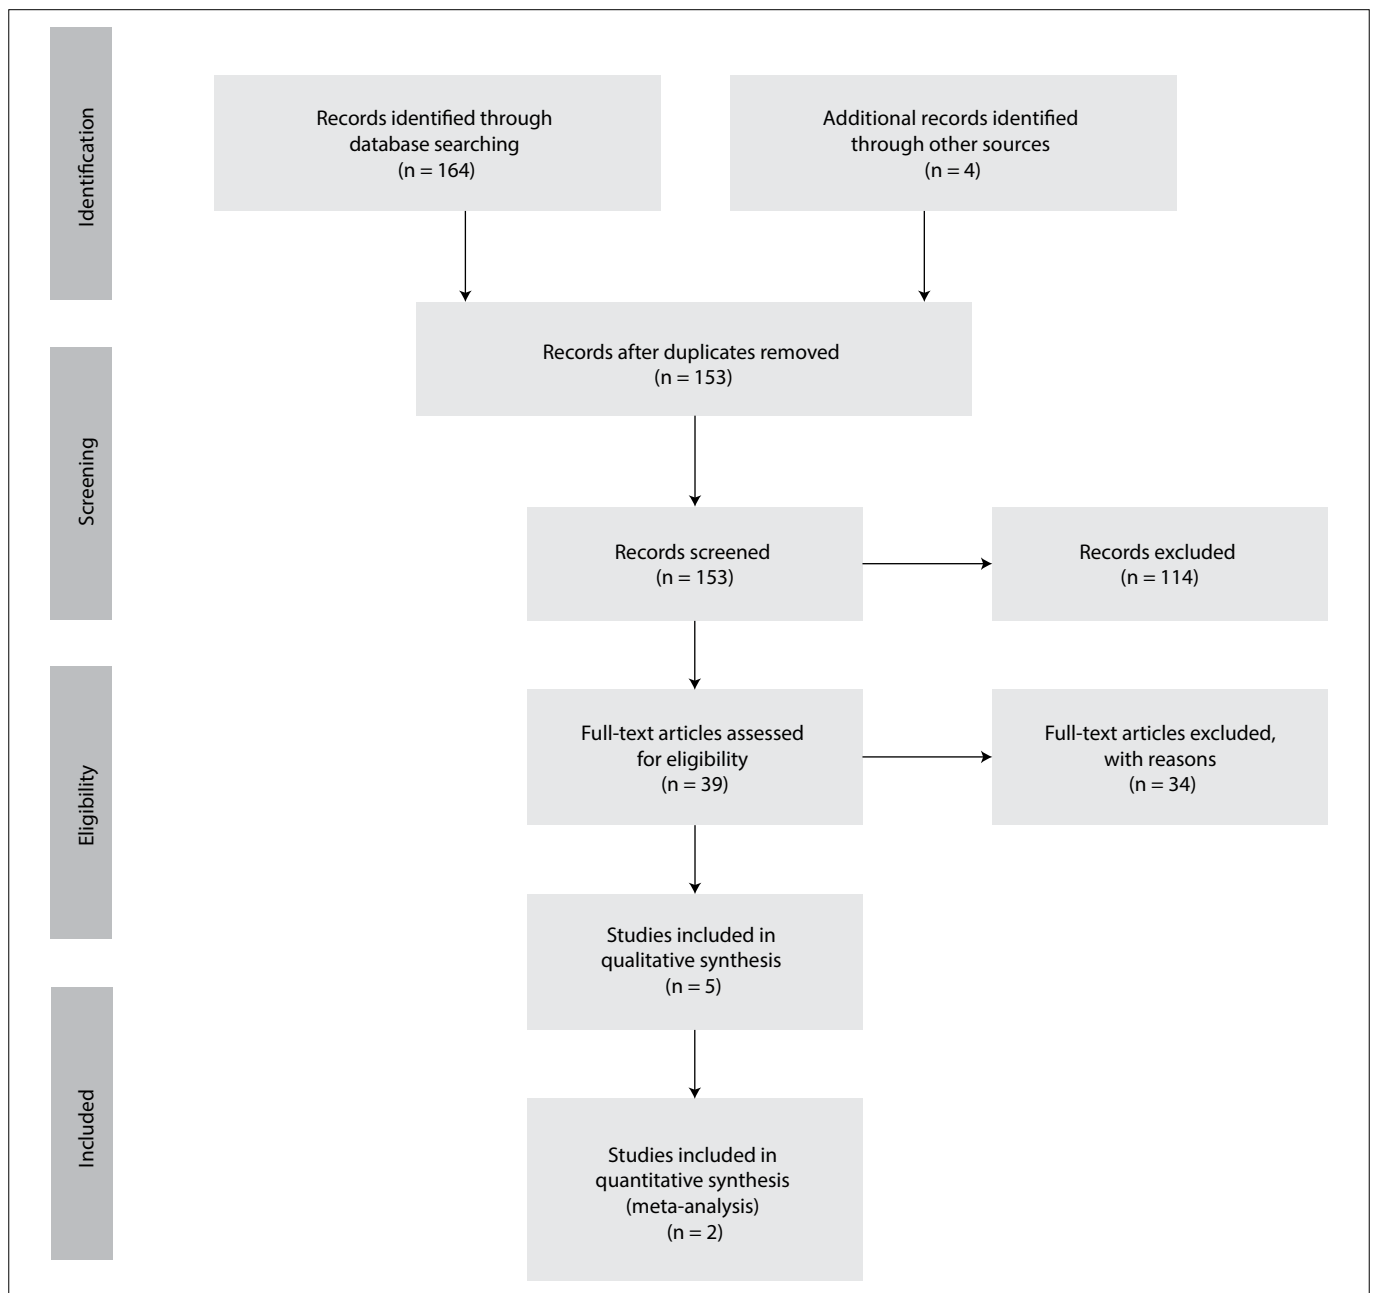 Identification
Records identified through
database searching
(n = 164)
Additional records identified
through other sources
(n = 4)
Records after duplicates removed
(n = 153)
Screening
Records screened
(n = 153)
Records excluded
(n = 114)
Eligibility
Full-text articles assessed
for eligibility
(n = 39)
Full-text articles excluded,
with reasons
(n = 34)
Studies included in
qualitative synthesis
(n = 5)
Included
Studies included in
quantitative synthesis
(meta-analysis)
(n = 2)